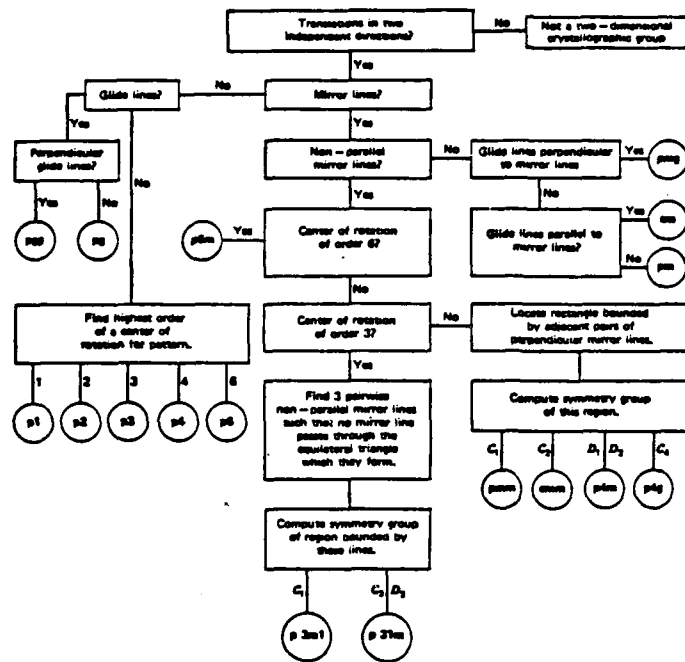 Translations in two
independent directions?
No
Not a two-dimensional
crystallographic group
Yes
Glide lines?
No
Mirror lines?
Yes
Yes
Perpendicular
glide lines?
No
Non-parallel
mirror lines?
No
Glide lines perpendicular
to mirror lines
Yes
pmg
Yes
No
Yes
No
pgg
pg
p6m
Yes
Center of rotation
of order 6?
Glide lines parallel to
mirror lines?
Yes
cm
No
pm
No
Find highest order
of a center of
rotation for pattern.
Center of rotation
of order 3?
No
Locate rectangle bounded
by adjacent pairs of
perpendicular mirror lines.
1
2
3
4
6
Yes
p1
p2
p3
p4
p6
Find 3 pairwise
non-parallel mirror lines
such that no mirror line
passes through the
equilateral triangle
which they form.
Compute symmetry group
of this region.
C₁
C₂
D₁
D₂
C₄
pmm
cmm
p4m
p4g
Compute symmetry group
of region bounded by
these lines.
C₁
C₃
D₃
p 3m1
p 31m